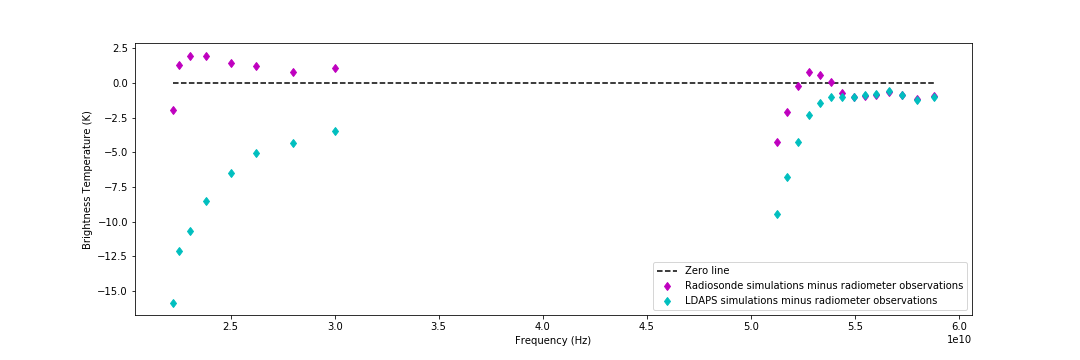 2.5
0.0
−2.5
−5.0
−7.5
−10.0
−12.5
−15.0
Brightness Temperature (K)
Zero line
Radiosonde simulations minus radiometer observations
LDAPS simulations minus radiometer observations
2.5 3.0 3.5 4.0 4.5 5.0 5.5 6.0
1e10
Frequency (Hz)